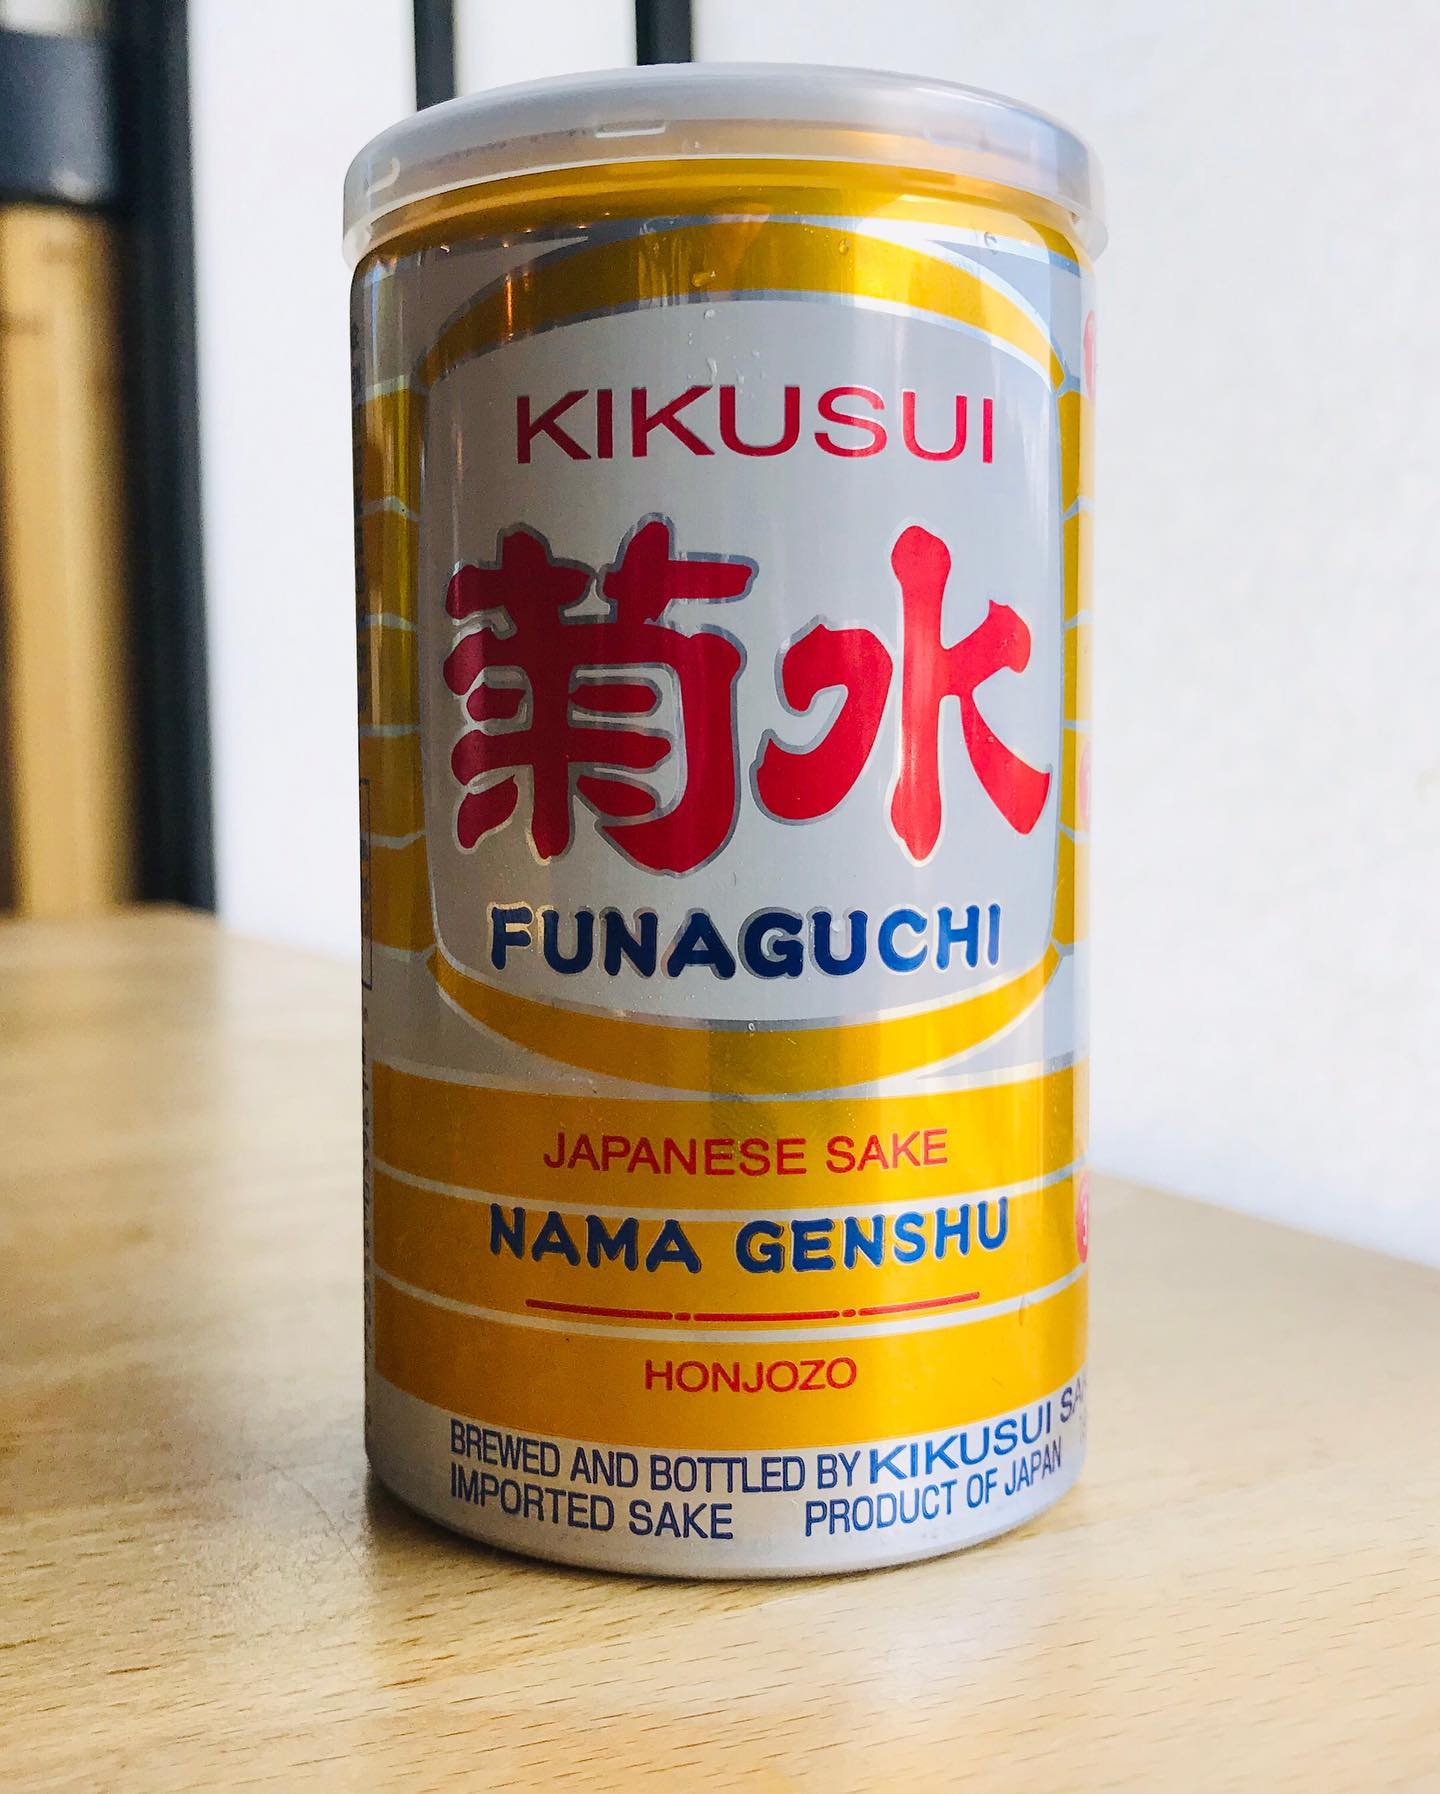 KIKUSUI
菊水
FUNAGUCHI
JAPANESE SAKE
NAMA GENSHU
HONJOZO
BREWED AND BOTTLED BY KIKUSUI
IMPORTED SAKE PRODUCT OF JAPAN